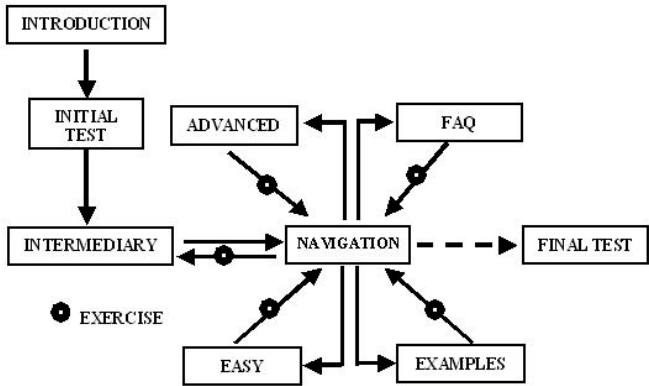 INTRODUCTION
INITIAL
TEST
ADVANCED
FAQ
INTERMEDIARY
NAVIGATION
FINAL TEST
EXERCISE
EASY
EXAMPLES